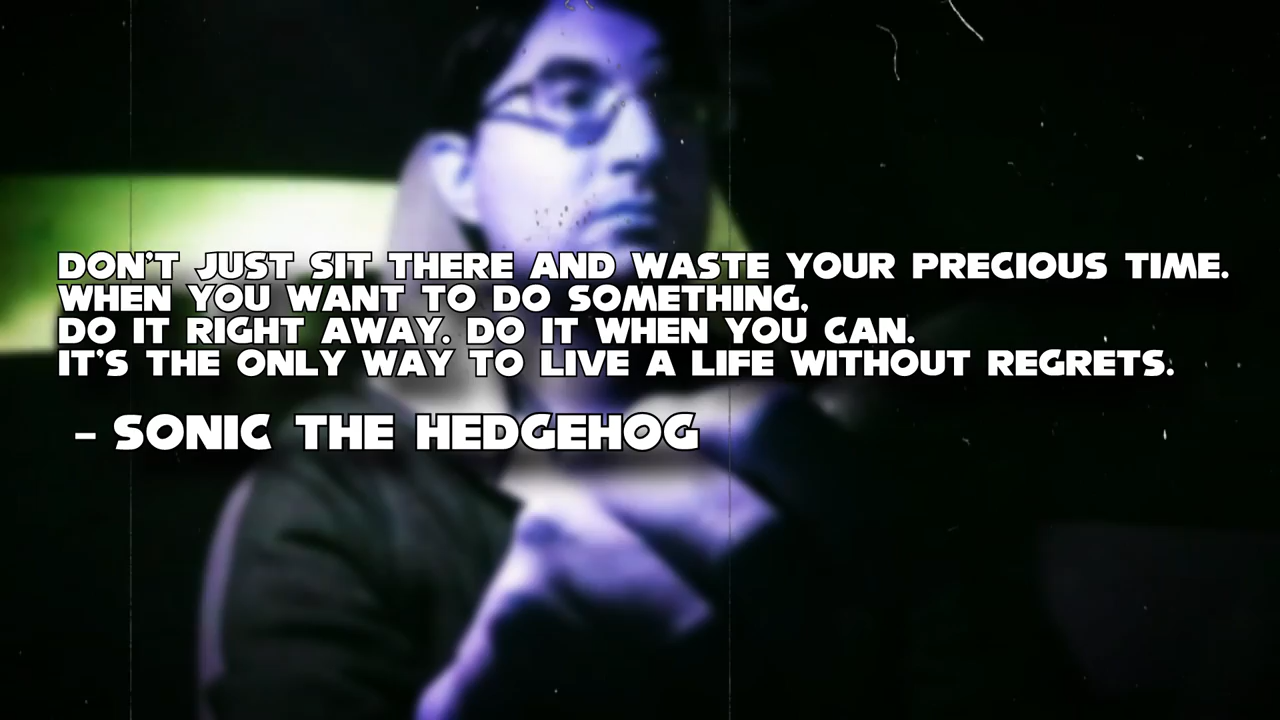 DON'T JUST SIT THERE AND WASTE YOUR PRECIOUS TIME.
WHEN YOU WANT TO DO SOMETHING,
DO IT RIGHT AWAY. DO IT WHEN YOU CAN.
IT'S THE ONLY WAY TO LIVE A LIFE WITHOUT REGRETS.
- SONIC THE HEDGEHOG